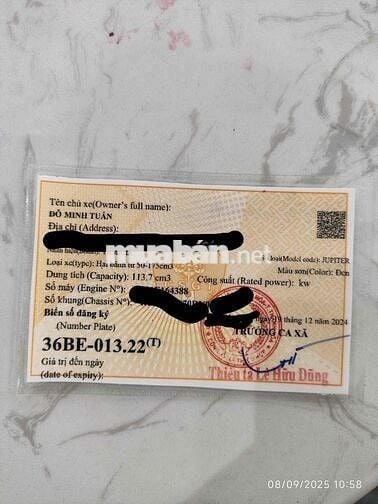 Tên chủ xe(Owner's full name):
ĐỖ MINH TUẤN
Địa chỉ (Address):
muaban.net
loại(Model code): JUPITER
Loại xe(type): Hai bánh từ 50-175cm3
Màu sơn(Color): Đen
Dung tích (Capacity): 113.7 cm3 Công suất (Rated power): kw
Số máy (Engine N°) 164388
Số khung(Chassis N°)
Biển số đăng ký
12 năm 2024
(Number Plate)
TRƯỞNG CA XÃ
36BE-013.22(T)
Giá trị đến ngày
(date of expiry):
Thiếu tá Lê Hữu Dũng
08/09/2025 10:58